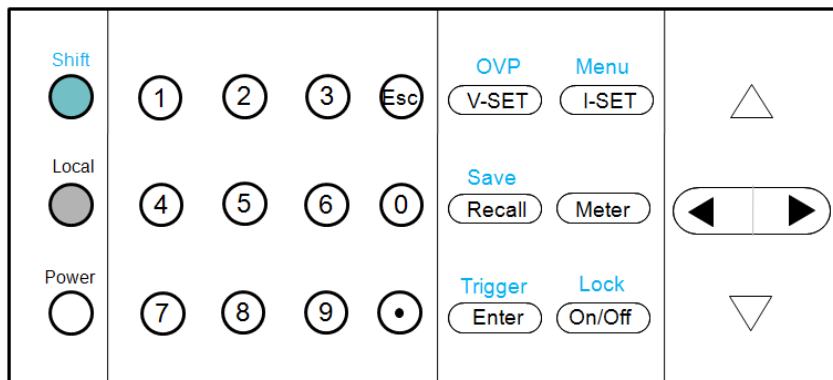 Shift
OVP Menu
1 2 3 Esc V-SET I-SET
Local
Save
4 5 6 0 Recall Meter
Power
Trigger Lock
7 8 9 • Enter On/Off